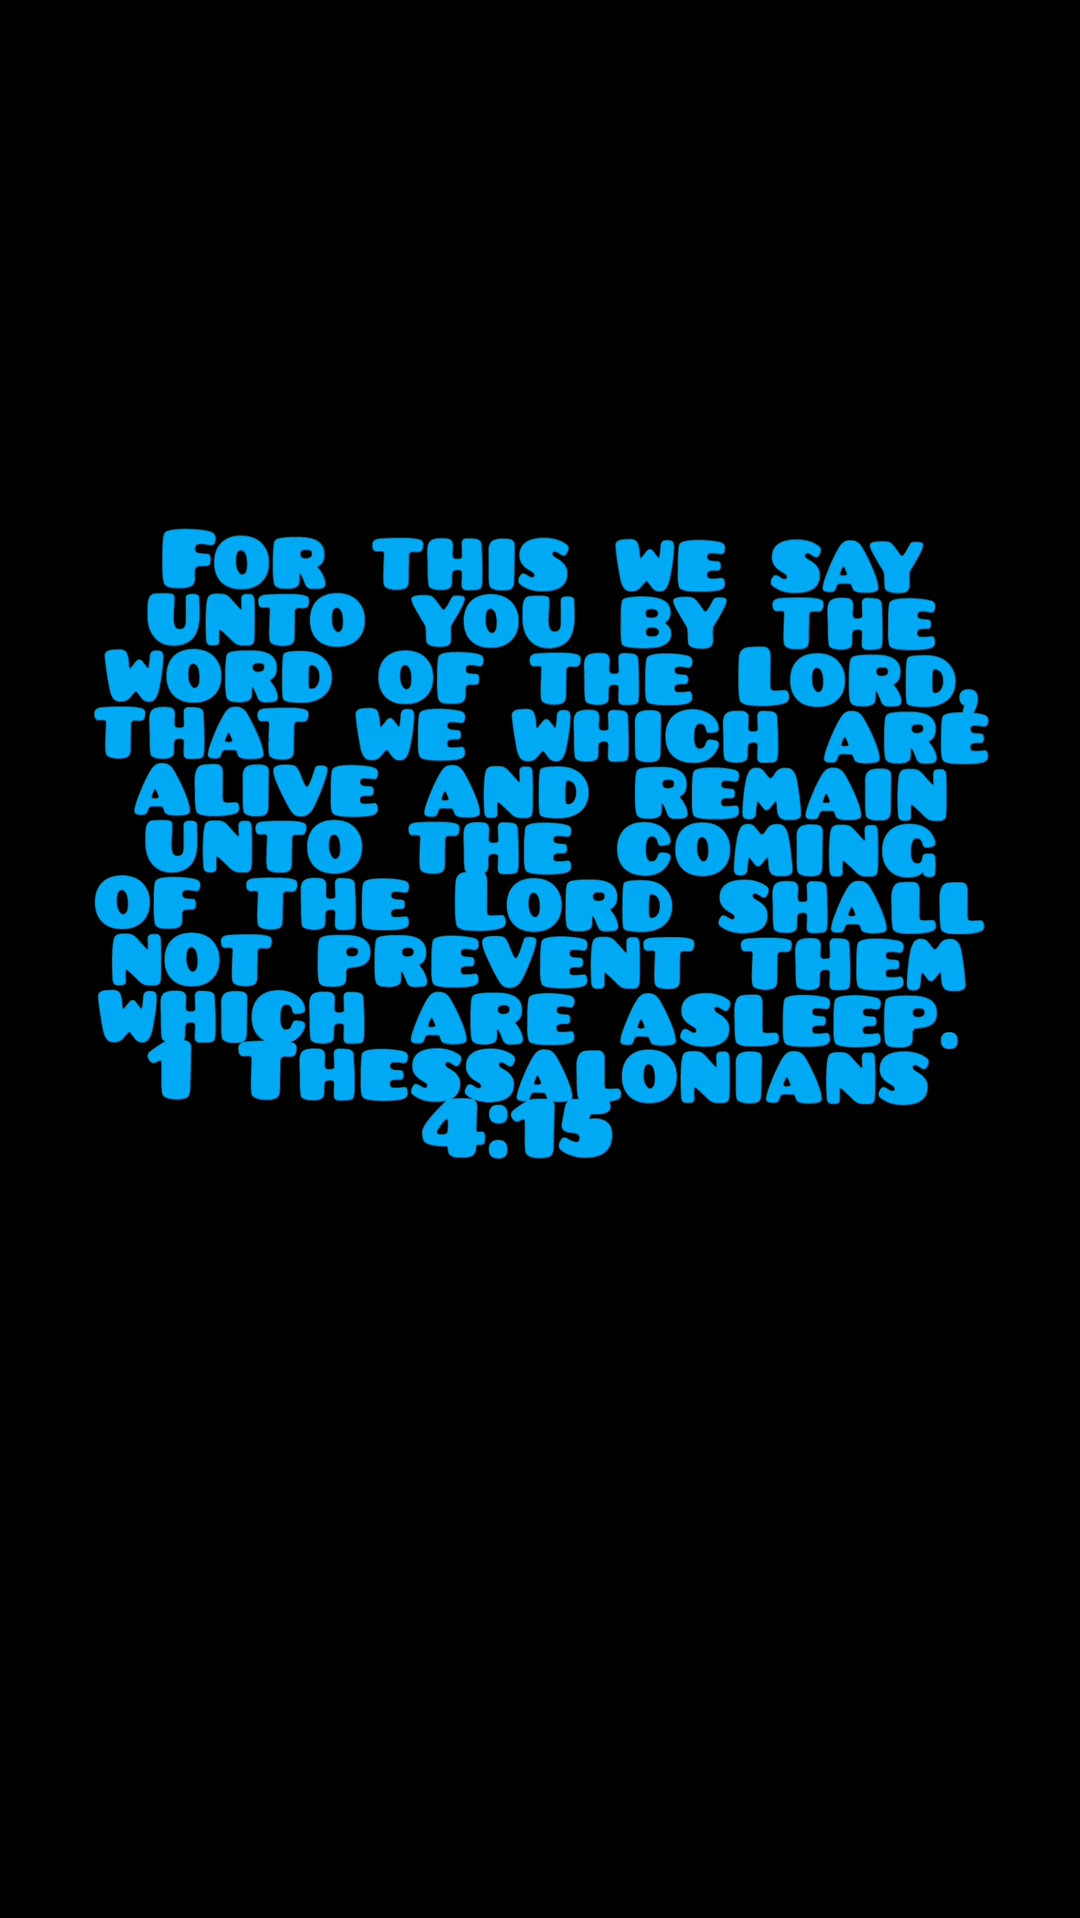 For this we say
unto you by the
word of the Lord,
that we which are
alive and remain
unto the coming
of the Lord shall
not prevent them
which are asleep.
1 Thessalonians
4:15